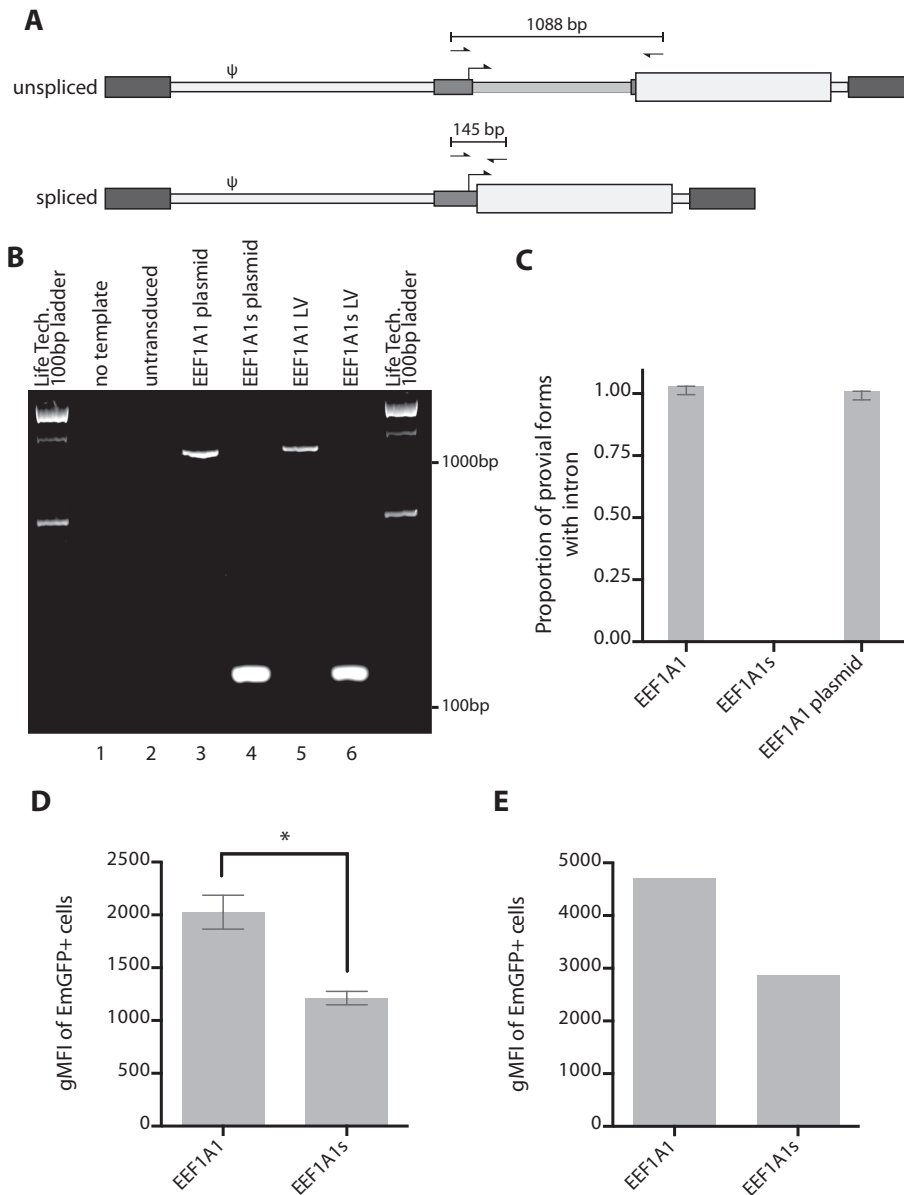 A
1088 bp
ψ
unspliced
145 bp
ψ
spliced
B
Life Tech.
100bp ladder
no template
untransduced
EEF1A1 plasmid
EEF1A1s plasmid
EEF1A1 LV
EEF1A1s LV
Life Tech.
100bp ladder
1000bp
100bp
1 2 3 4 5 6
C
Proportion of provial forms
with intron
1.00
0.75
0.50
0.25
0.00
EEF1A1
EEF1A1s
EEF1A1 plasmid
D
gMFI of EmGFP+ cells
2500
2000
1500
1000
500
0
*
EEF1A1
EEF1A1s
E
gMFI of EmGFP+ cells
5000
4000
3000
2000
1000
0
EEF1A1
EEF1A1s